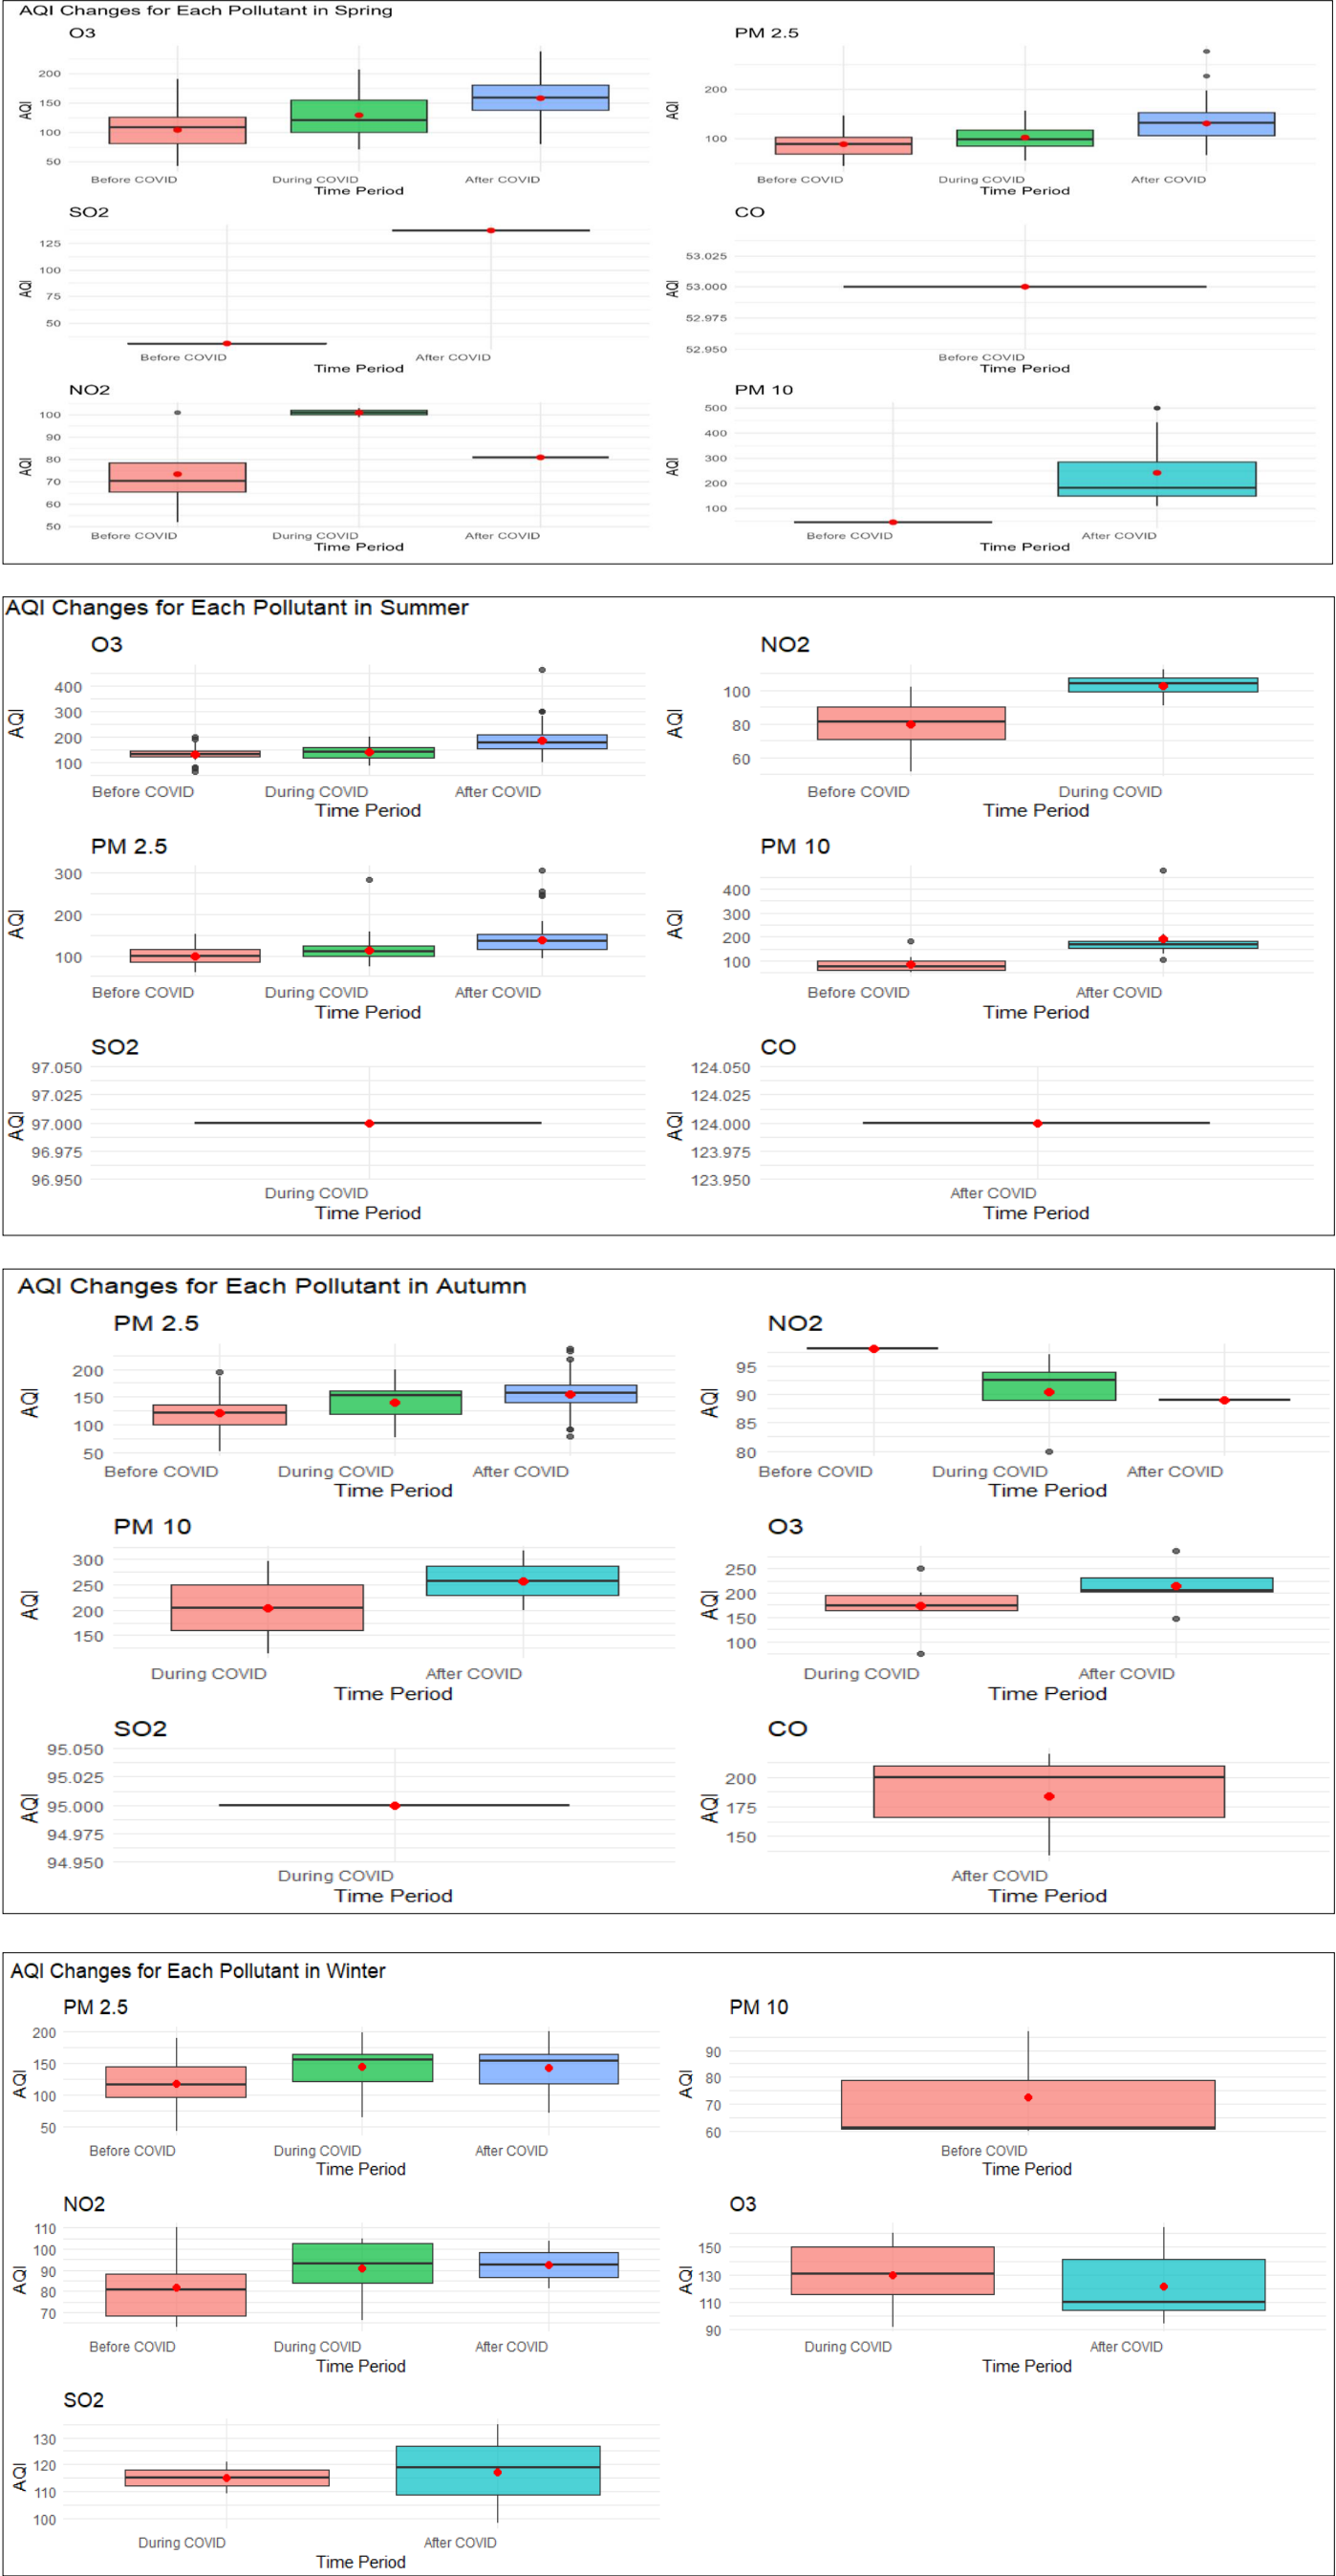 AQI Changes for Each Pollutant in Spring
O3
200
150
100
50
AQI
Before COVID During COVID After COVID
Time Period
PM 2.5
200
100
AQI
Before COVID During COVID After COVID
Time Period
SO2
125
100
75
50
AQI
Before COVID After COVID
Time Period
CO
53.025
53.000
52.975
52.950
AQI
Before COVID
Time Period
NO2
100
90
80
70
60
50
AQI
Before COVID During COVID After COVID
Time Period
PM 10
500
400
300
200
100
AQI
Before COVID After COVID
Time Period
AQI Changes for Each Pollutant in Summer
O3
400
300
200
100
AQI
Before COVID During COVID After COVID
Time Period
NO2
100
80
60
AQI
Before COVID During COVID
Time Period
PM 2.5
300
200
100
AQI
Before COVID During COVID After COVID
Time Period
PM 10
400
300
200
100
AQI
Before COVID After COVID
Time Period
SO2
97.050
97.025
97.000
96.975
96.950
AQI
During COVID
Time Period
CO
124.050
124.025
124.000
123.975
123.950
AQI
After COVID
Time Period
AQI Changes for Each Pollutant in Autumn
PM 2.5
200
150
100
50
AQI
Before COVID During COVID After COVID
Time Period
NO2
95
90
85
80
AQI
Before COVID During COVID After COVID
Time Period
PM 10
300
250
200
150
AQI
During COVID After COVID
Time Period
O3
250
200
150
100
AQI
During COVID After COVID
Time Period
SO2
95.050
95.025
95.000
94.975
94.950
AQI
During COVID
Time Period
CO
200
175
150
AQI
After COVID
Time Period
AQI Changes for Each Pollutant in Winter
PM 2.5
200
150
100
50
AQI
Before COVID During COVID After COVID
Time Period
PM 10
90
80
70
60
AQI
Before COVID
Time Period
NO2
110
100
90
80
70
AQI
Before COVID During COVID After COVID
Time Period
O3
150
130
110
90
AQI
During COVID After COVID
Time Period
SO2
130
120
110
100
AQI
During COVID After COVID
Time Period